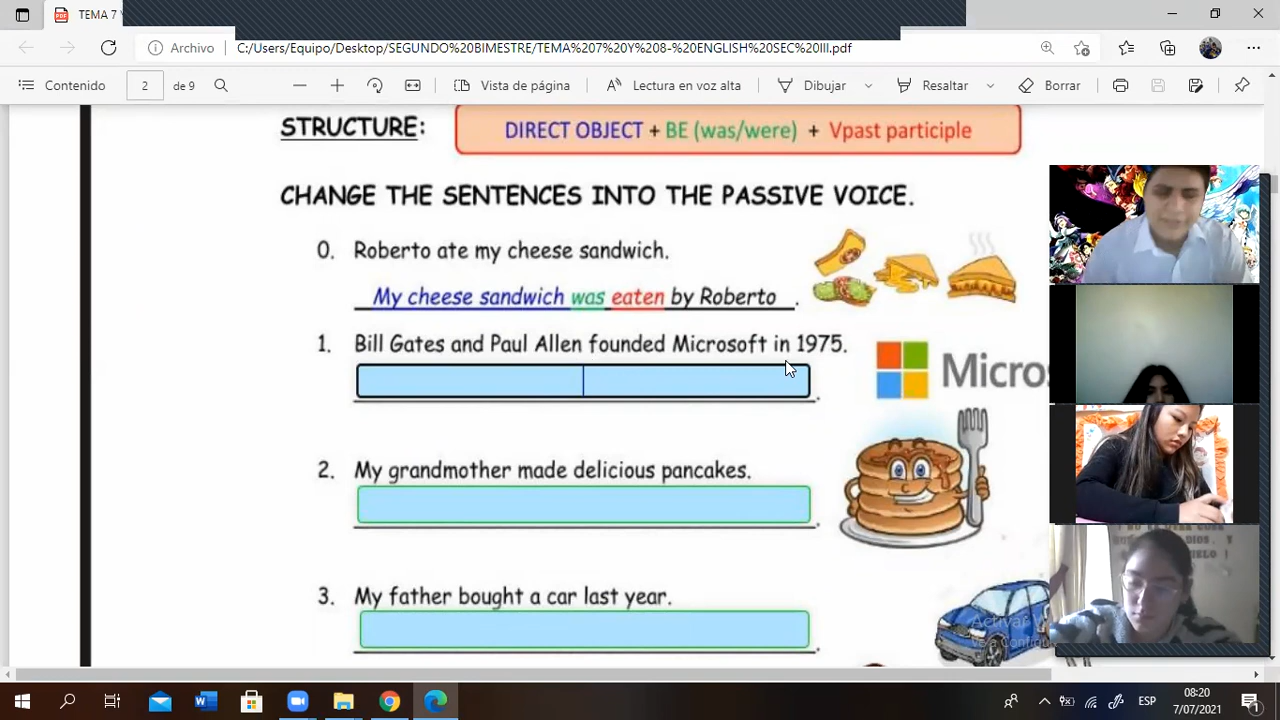 TEMA 7
Archivo
C:/Users/Equipo/Desktop/SEGUNDO%20BIMESTRE/TEMA%207%20Y%208-%20ENGLISH%20SEC%20III.pdf
Contenido
2
de 9
Vista de página
Lectura en voz alta
Dibujar
Resaltar
Borrar
STRUCTURE:
DIRECT OBJECT + BE (was/were) + Vpast participle
CHANGE THE SENTENCES INTO THE PASSIVE VOICE.
0. Roberto ate my cheese sandwich.
My cheese sandwich was eaten by Roberto .
1. Bill Gates and Paul Allen founded Microsoft in 1975.
Micros
2. My grandmother made delicious pancakes.
3. My father bought a car last year.
ESP
08:20
7/07/2021
1